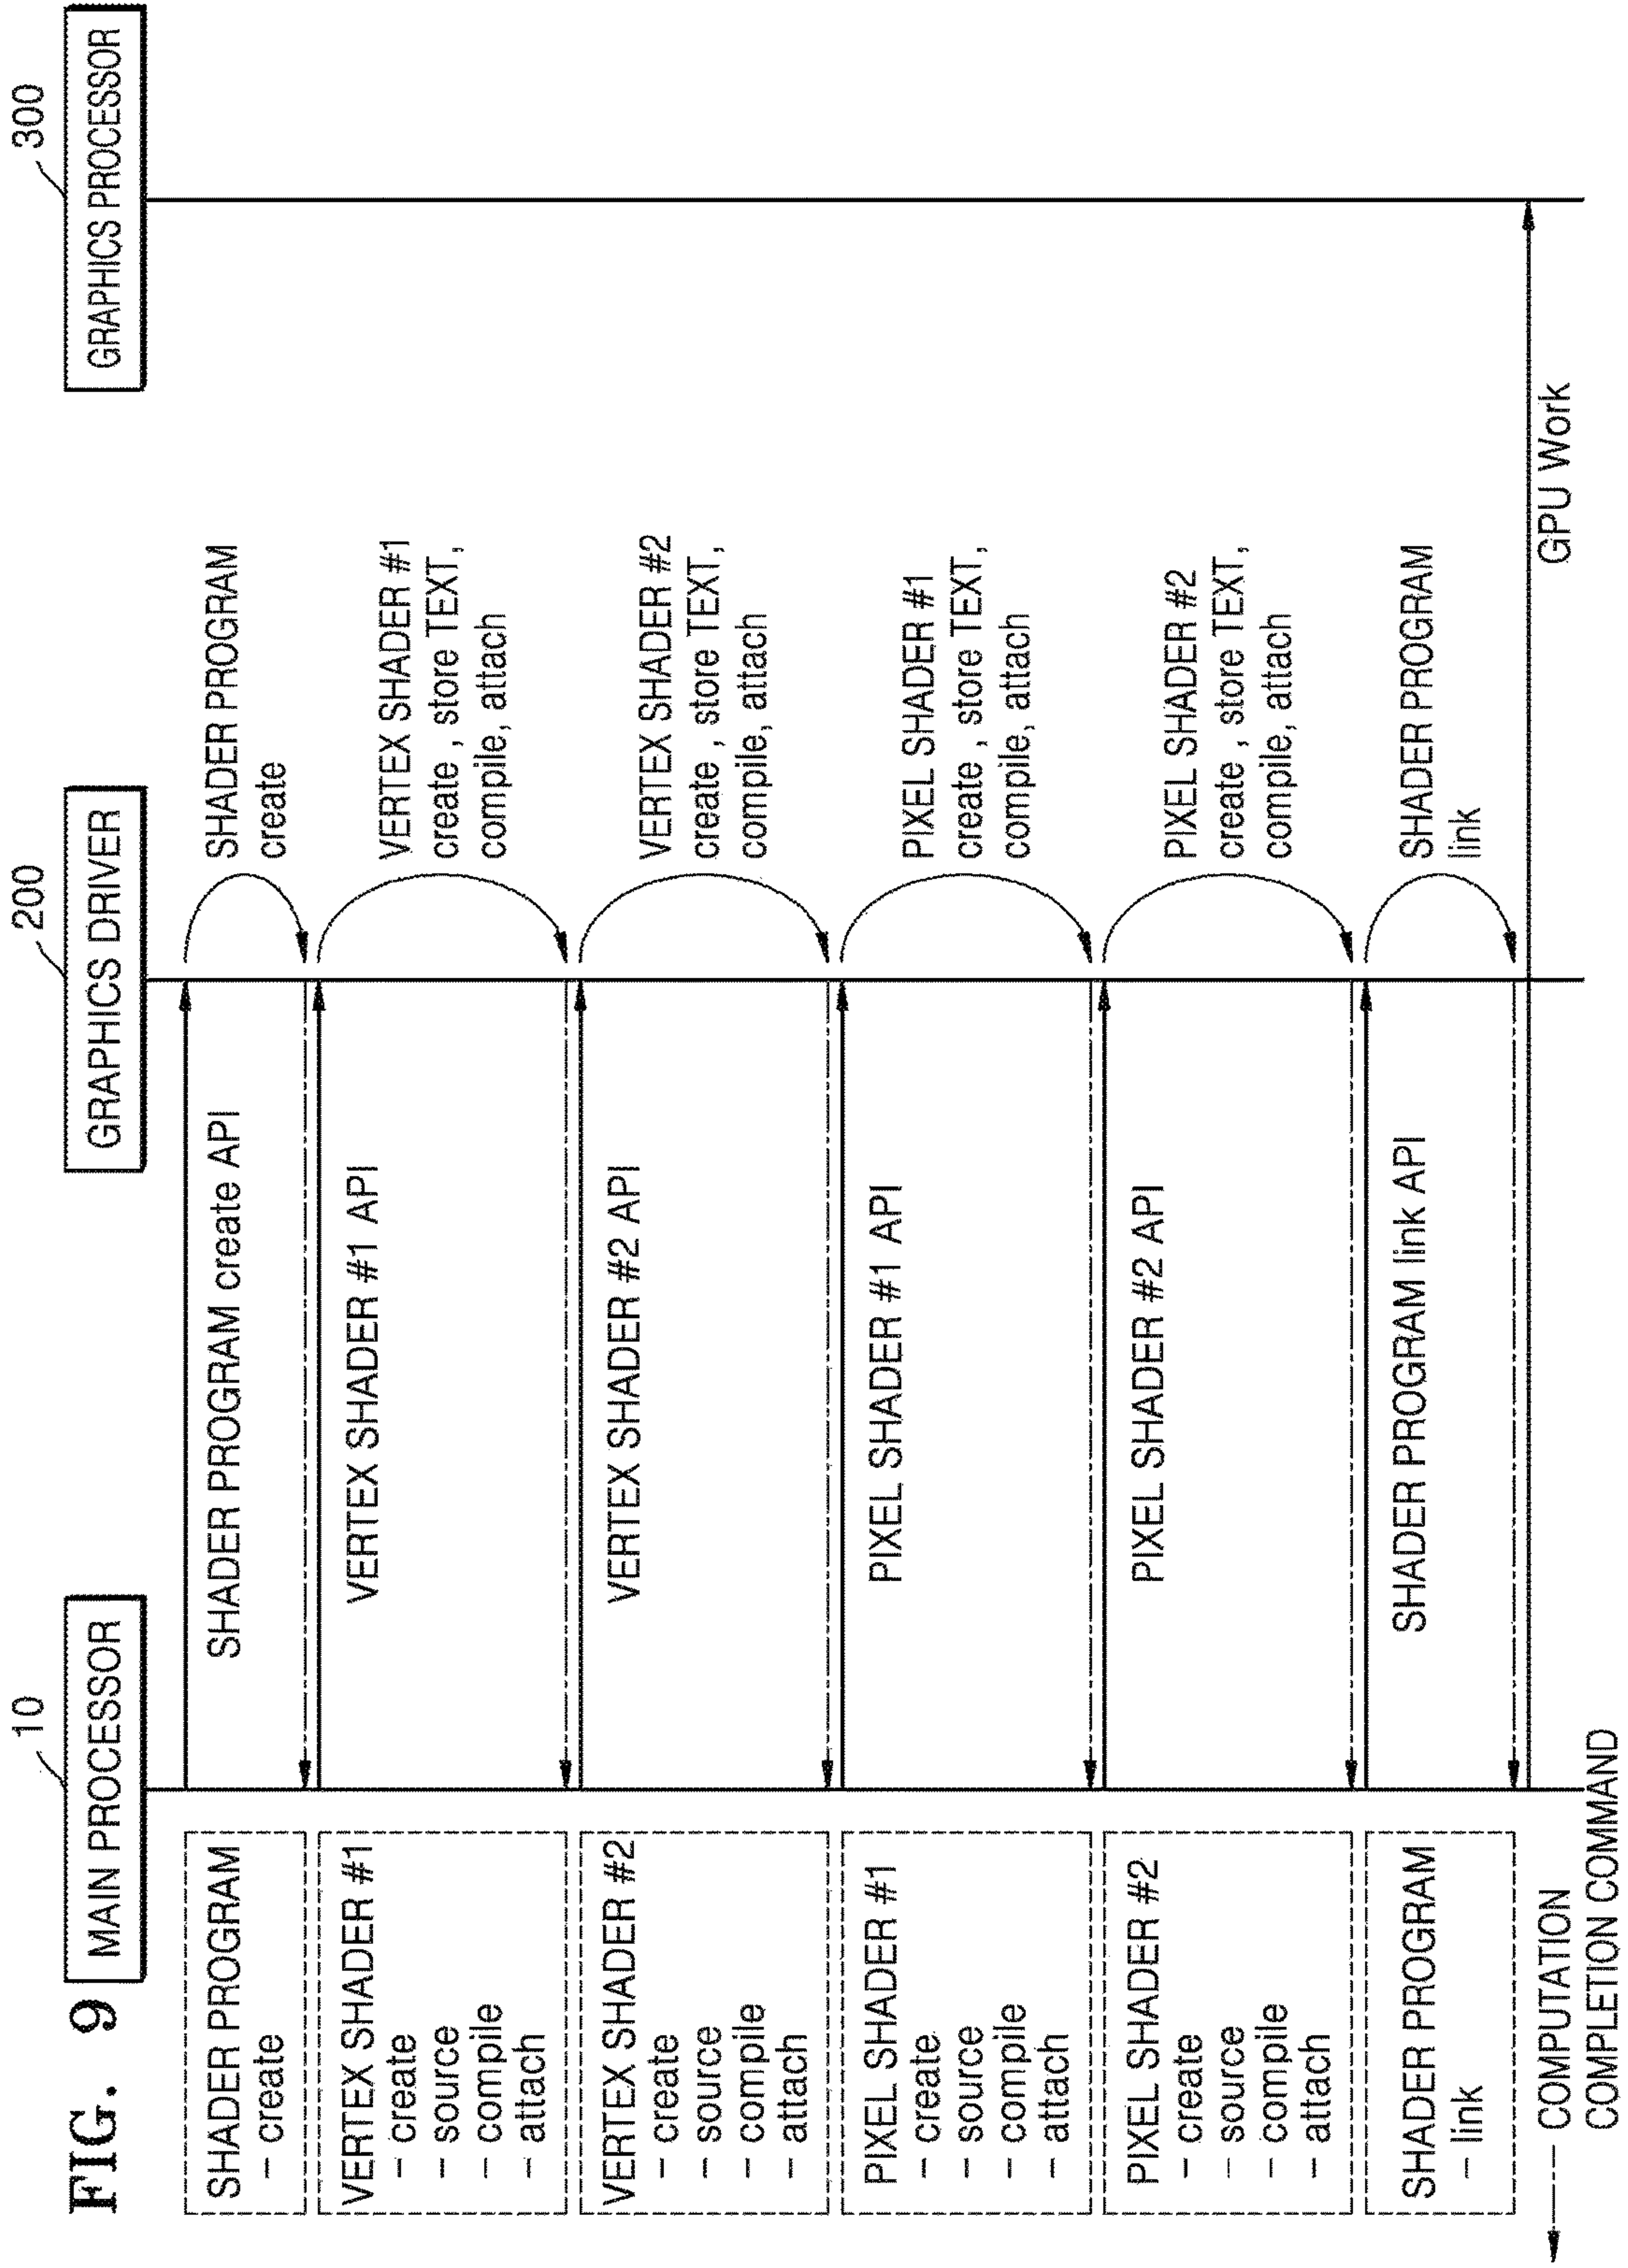 FIG. 9
10
200
300
MAIN PROCESSOR
GRAPHICS DRIVER
GRAPHICS PROCESSOR
SHADER PROGRAM
- create
SHADER PROGRAM create API
SHADER PROGRAM
create
VERTEX SHADER #1
- create
- source
- compile
- attach
VERTEX SHADER #1 API
VERTEX SHADER #1
create , store TEXT,
compile, attach
VERTEX SHADER #2
- create
- source
- compile
- attach
VERTEX SHADER #2 API
VERTEX SHADER #2
create , store TEXT,
compile, attach
PIXEL SHADER #1
- create
- source
- compile
- attach
PIXEL SHADER #1 API
PIXEL SHADER #1
create , store TEXT,
compile, attach
PIXEL SHADER #2
- create
- source
- compile
- attach
PIXEL SHADER #2 API
PIXEL SHADER #2
create , store TEXT,
compile, attach
SHADER PROGRAM
- link
SHADER PROGRAM link API
SHADER PROGRAM
link
GPU Work
COMPUTATION
COMPLETION COMMAND